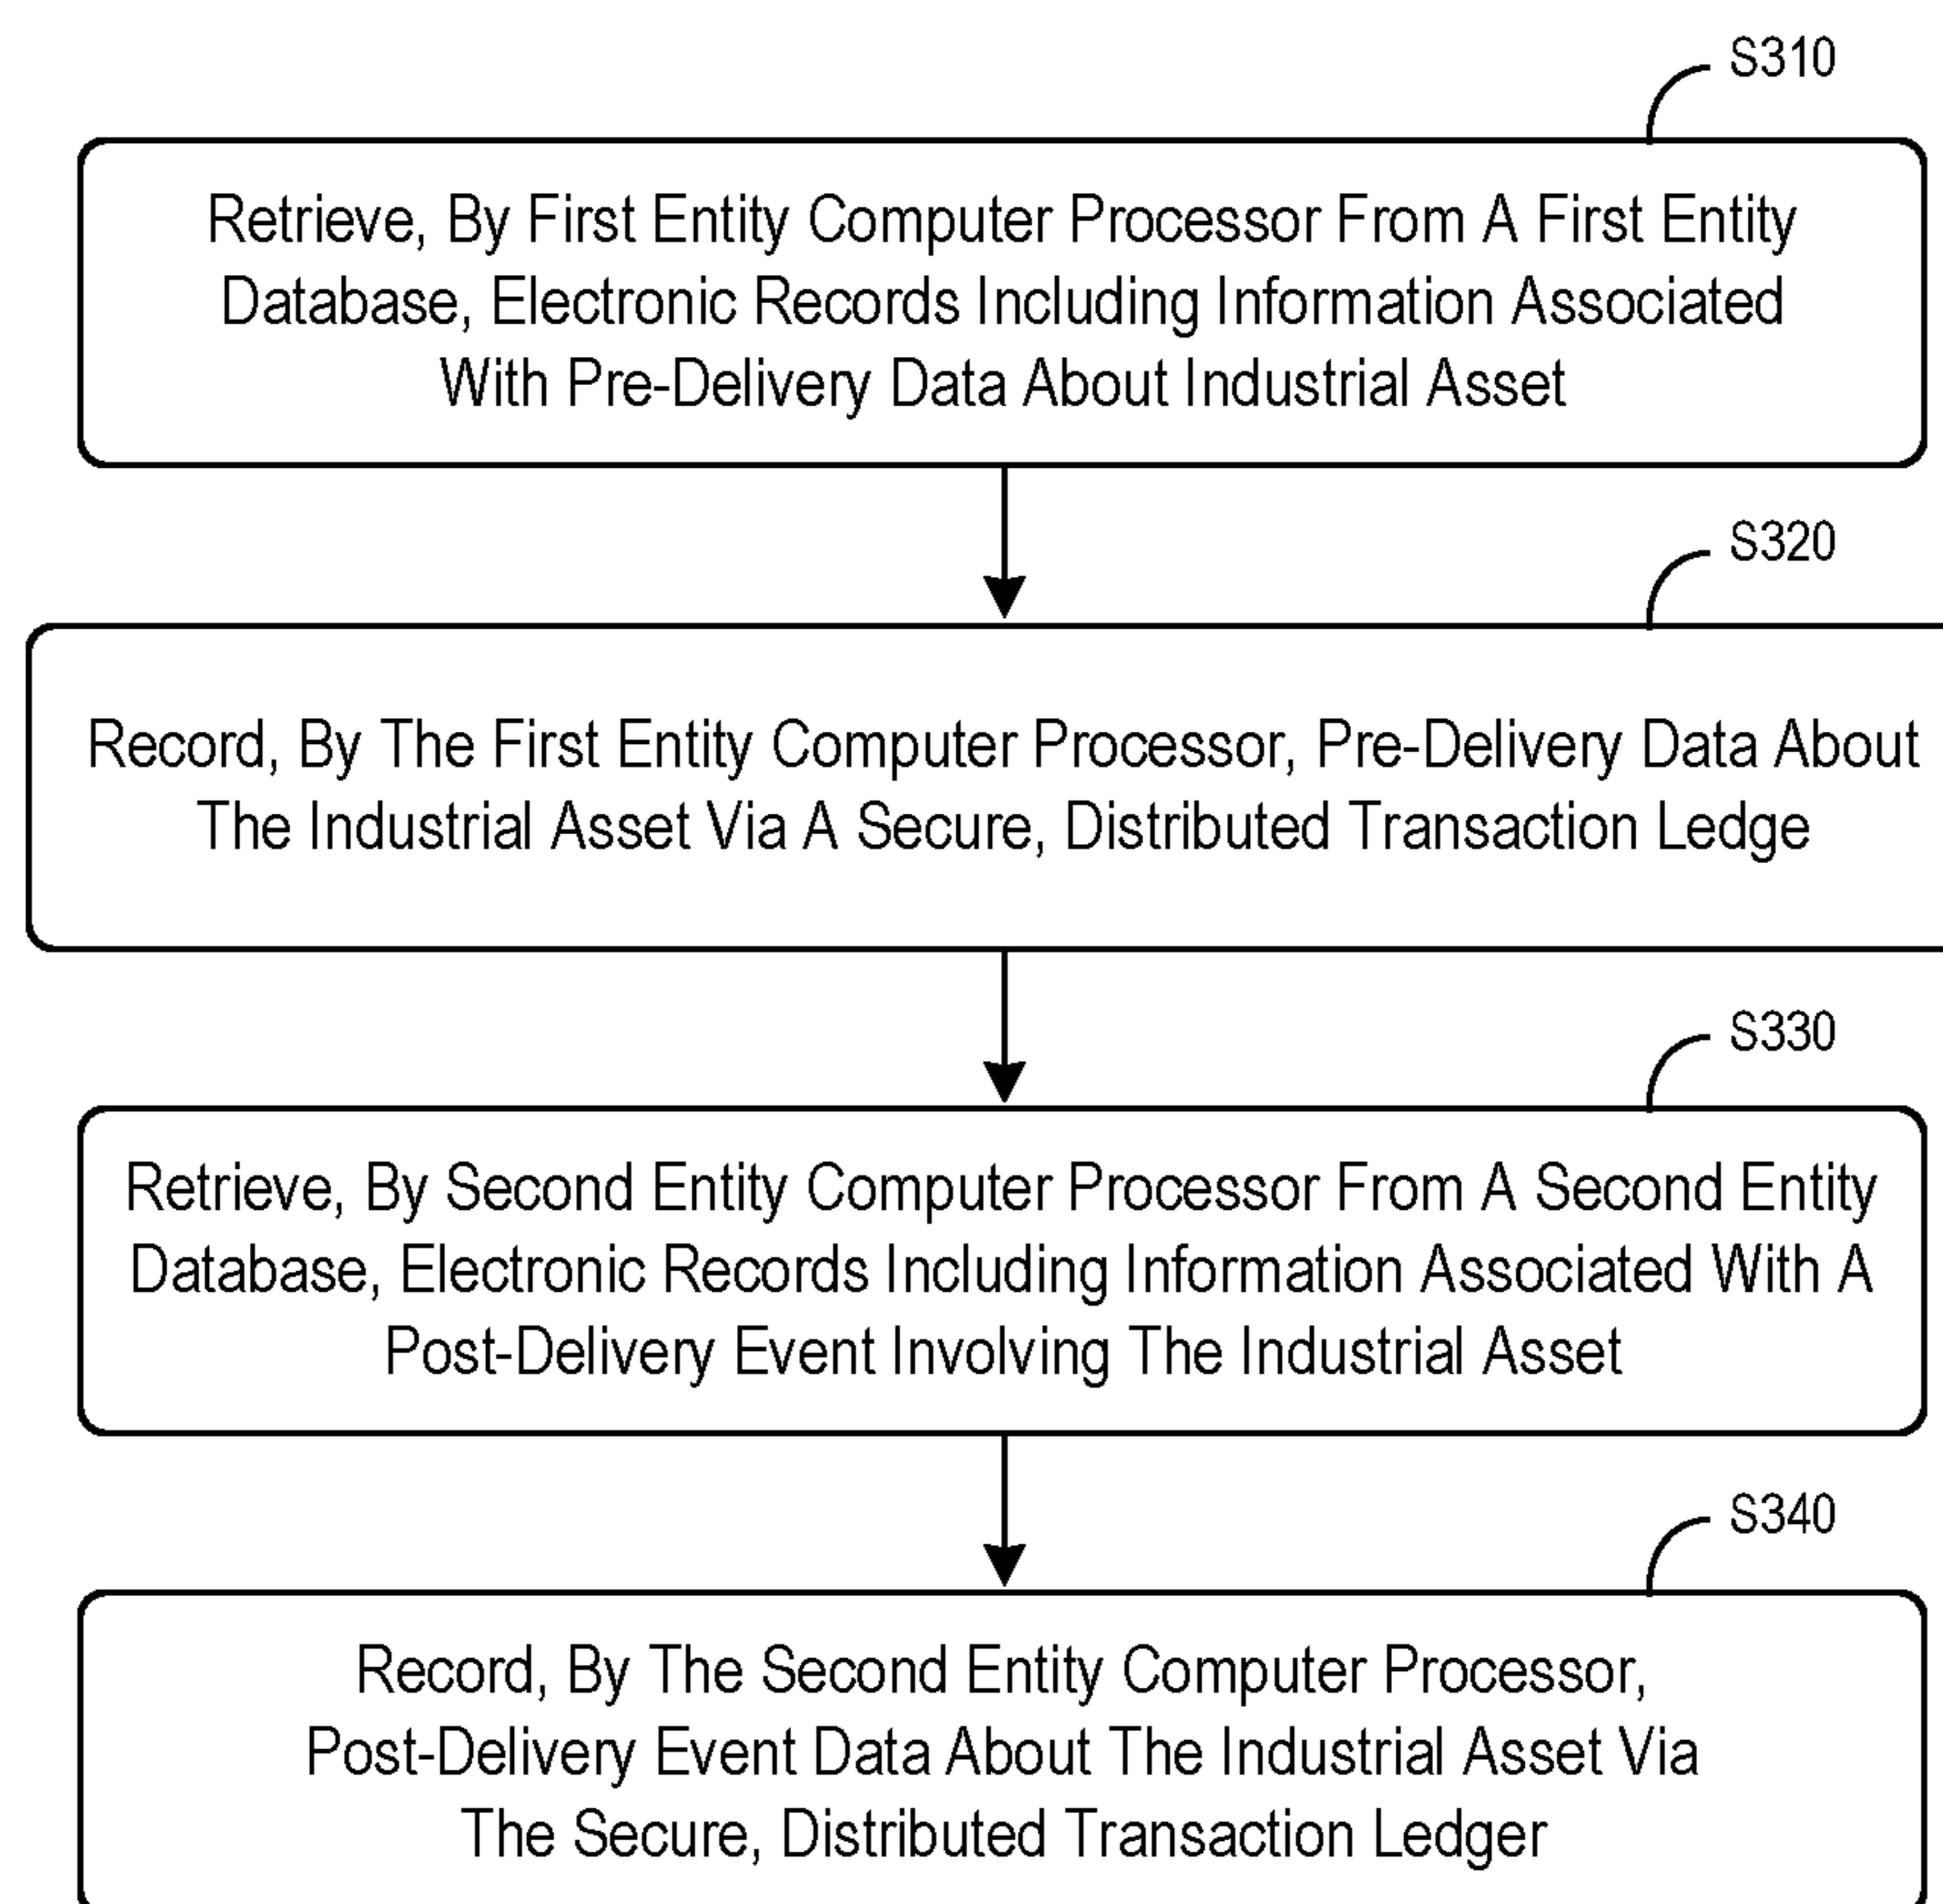 S310
Retrieve, By First Entity Computer Processor From A First Entity
Database, Electronic Records Including Information Associated
With Pre-Delivery Data About Industrial Asset
S320
Record, By The First Entity Computer Processor, Pre-Delivery Data About
The Industrial Asset Via A Secure, Distributed Transaction Ledge
S330
Retrieve, By Second Entity Computer Processor From A Second Entity
Database, Electronic Records Including Information Associated With A
Post-Delivery Event Involving The Industrial Asset
S340
Record, By The Second Entity Computer Processor,
Post-Delivery Event Data About The Industrial Asset Via
The Secure, Distributed Transaction Ledger